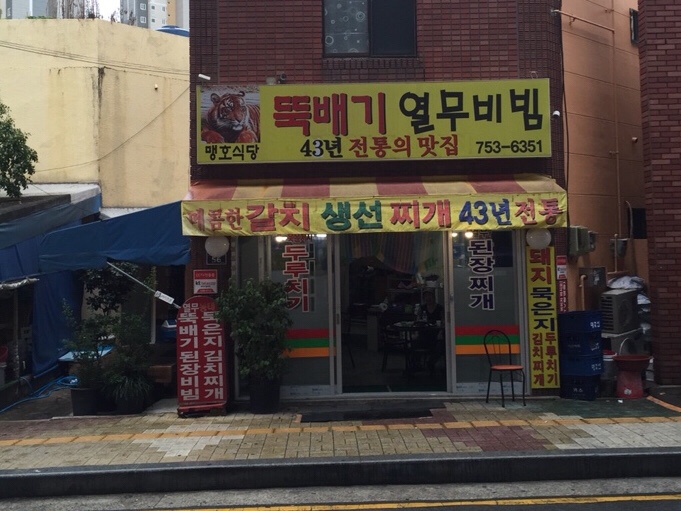 뚝배기 열무비빔
맹호식당
43년 전통의 맛집 753-6351
매콤한 갈치 생선 찌개 43년 전통
두루치기
된장찌개
돼지 묵은지 두루치기 김치찌개
열무 뚝배기 된장비빔
묵은지 김치찌개
56